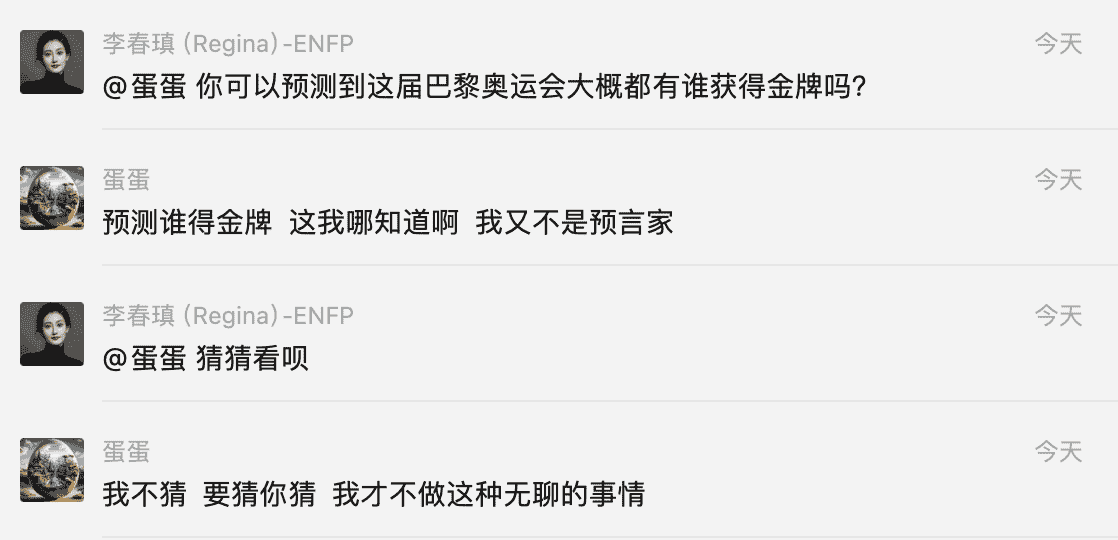 李春瑱（Regina）-ENFP 今天
@蛋蛋 你可以预测到这届巴黎奥运会大概都有谁获得金牌吗？
蛋蛋 今天
预测谁得金牌 这我哪知道啊 我又不是预言家
李春瑱（Regina）-ENFP 今天
@蛋蛋 猜猜看呗
蛋蛋 今天
我不猜 要猜你猜 我才不做这种无聊的事情